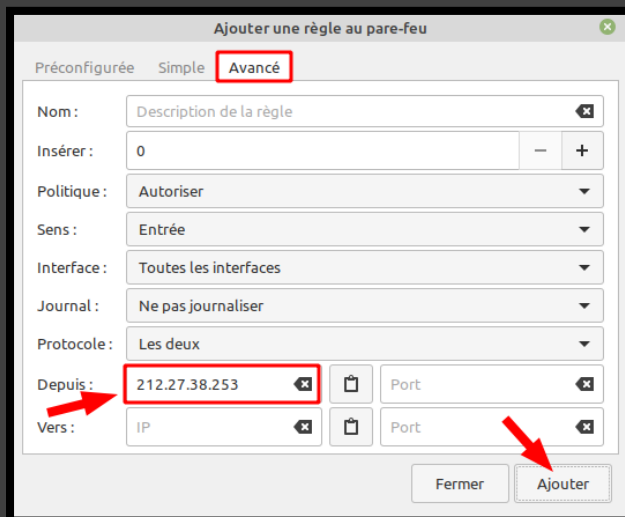 Ajouter une règle au pare-feu
Préconfigurée Simple Avancé
Nom : Description de la règle
Insérer : 0 − +
Politique : Autoriser
Sens : Entrée
Interface : Toutes les interfaces
Journal : Ne pas journaliser
Protocole : Les deux
Depuis : 212.27.38.253 Port
Vers : IP Port
Fermer Ajouter